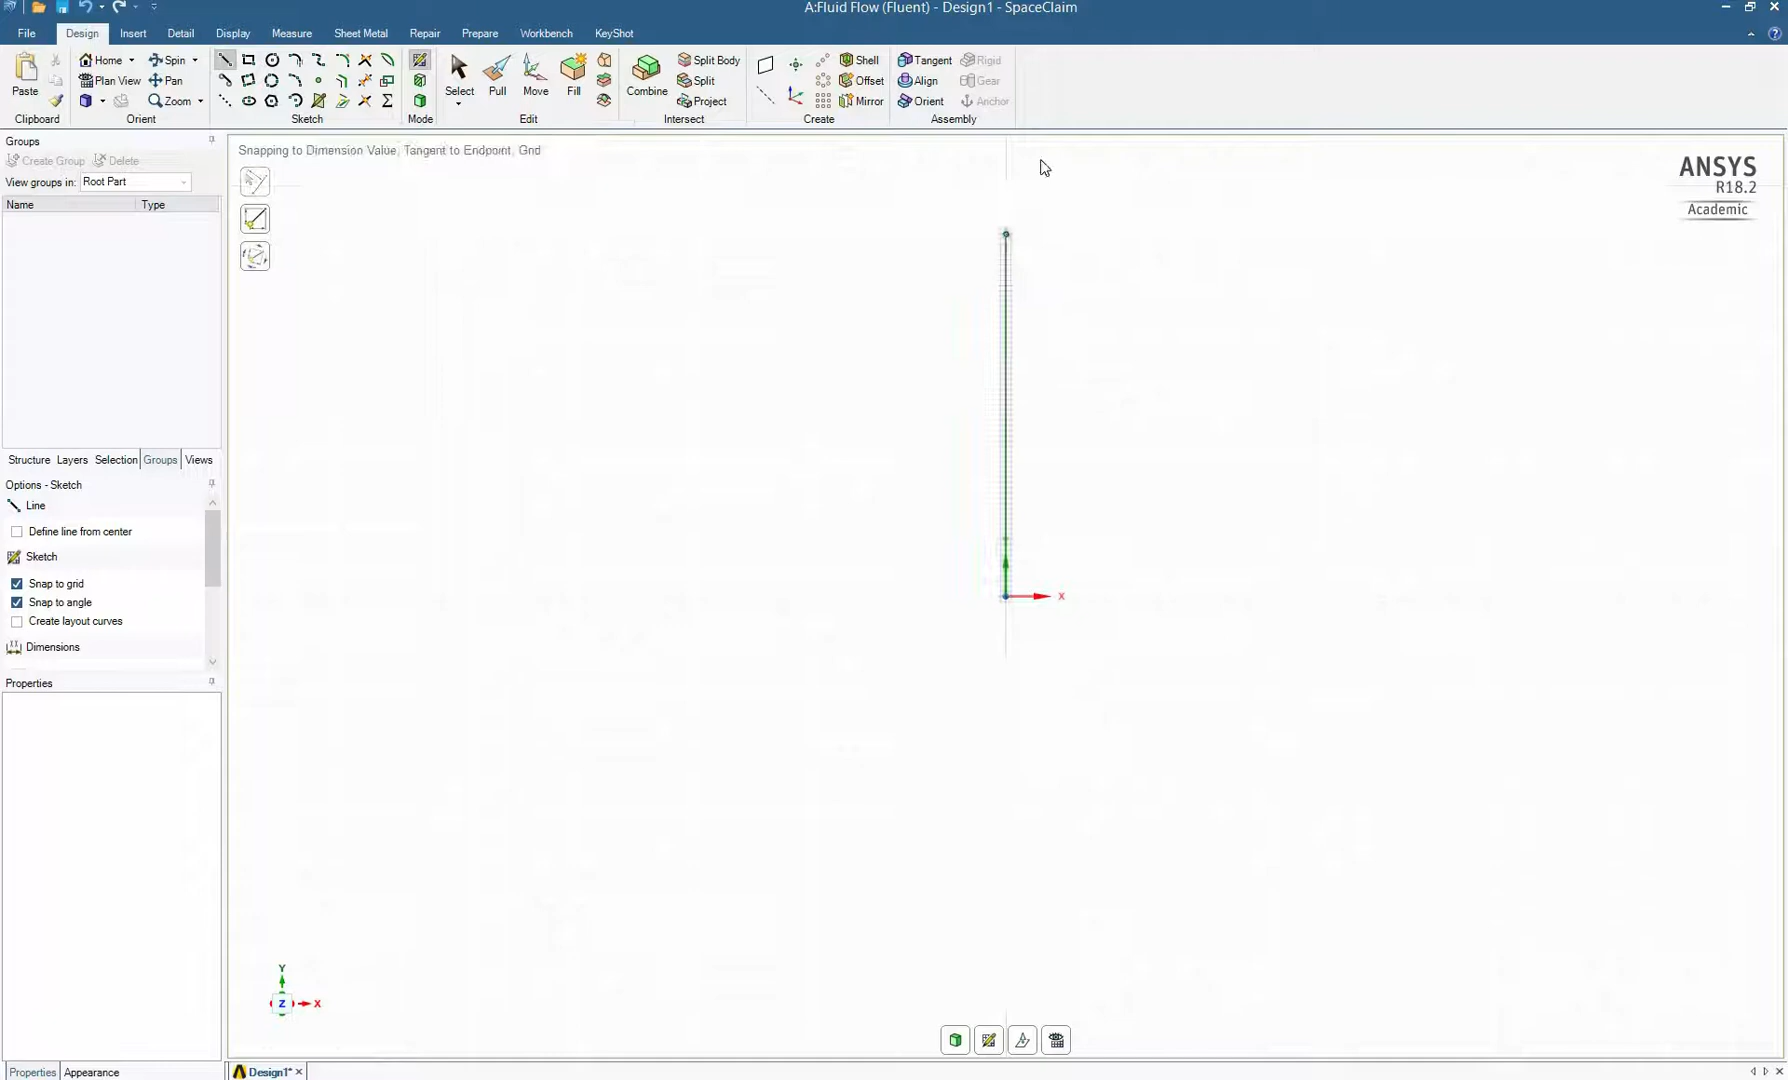 A:Fluid Flow (Fluent) - Design1 - SpaceClaim
File Design Insert Detail Display Measure Sheet Metal Repair Prepare Workbench KeyShot
Paste
Clipboard
Home
Plan View
Spin
Pan
Zoom
Orient
Sketch
Mode
Select
Pull
Move
Fill
Edit
Combine
Split Body
Split
Project
Intersect
Shell
Offset
Mirror
Create
Tangent
Align
Orient
Rigid
Gear
Anchor
Assembly
Groups
Create Group Delete
View groups in: Root Part
Name Type
Structure Layers Selection Groups Views
Options - Sketch
Line
Define line from center
Sketch
Snap to grid
Snap to angle
Create layout curves
Dimensions
Properties
Properties Appearance
Snapping to Dimension Value, Tangent to Endpoint, Grid
ANSYS
R18.2
Academic
X
Y
Z
X
Design1*